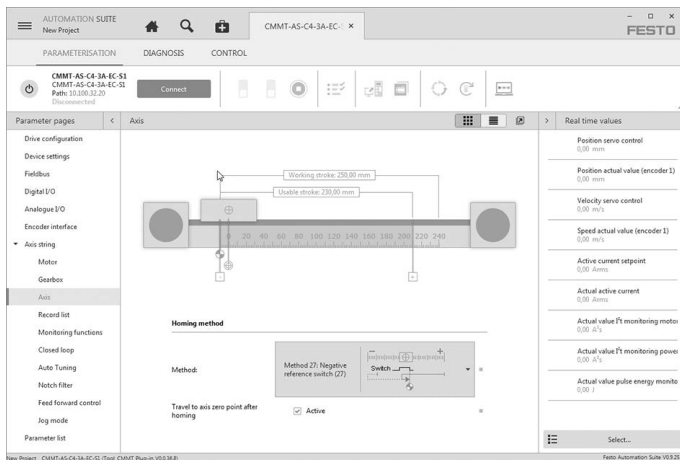 AUTOMATION SUITE
New Project
CMMT-AS-C4-3A-EC-S
FESTO
PARAMETERISATION
DIAGNOSIS
CONTROL
CMMT-AS-C4-3A-EC-S1
CMMT-AS-C4-3A-EC-S1
Path: 10.100.32.20
Disconnected
Connect
Parameter pages
Axis
Real time values
Drive configuration
Device settings
Fieldbus
Digital I/O
Analogue I/O
Encoder interface
Axis string
Motor
Gearbox
Axis
Record list
Monitoring functions
Closed loop
Auto Tuning
Notch filter
Feed forward control
Jog mode
Parameter list
Working stroke: 250,00 mm
Usable stroke: 230,00 mm
0 20 40 60 80 100 120 140 160 180 200 220 240
Homing method
Method:
Method 27: Negative
reference switch (27)
Switch
Travel to axis zero point after
homing
Active
Position servo control
0,00 mm
Position actual value (encoder 1)
0,00 mm
Velocity servo control
0,00 m/s
Speed actual value (encoder 1)
0,00 m/s
Active current setpoint
0,00 Arms
Actual active current
0,00 Arms
Actual value I²t monitoring motor
0,00 A²s
Actual value I²t monitoring power
0,00 A²s
Actual value pulse energy monito
0,00 J
Select...
New Project CMMT-AS-C4-3A-EC-S1 (Tool: CMMT Plug-in V0.0.36.8)
Festo Automation Suite V0.9.25